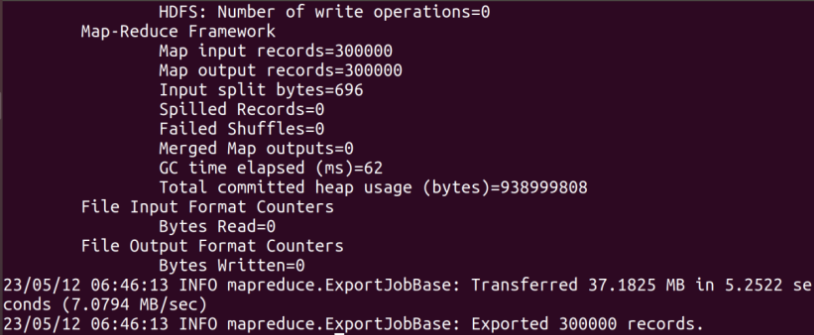 HDFS: Number of write operations=0
Map-Reduce Framework
Map input records=300000
Map output records=300000
Input split bytes=696
Spilled Records=0
Failed Shuffles=0
Merged Map outputs=0
GC time elapsed (ms)=62
Total committed heap usage (bytes)=938999808
File Input Format Counters
Bytes Read=0
File Output Format Counters
Bytes Written=0
23/05/12 06:46:13 INFO mapreduce.ExportJobBase: Transferred 37.1825 MB in 5.2522 se
conds (7.0794 MB/sec)
23/05/12 06:46:13 INFO mapreduce.ExportJobBase: Exported 300000 records.